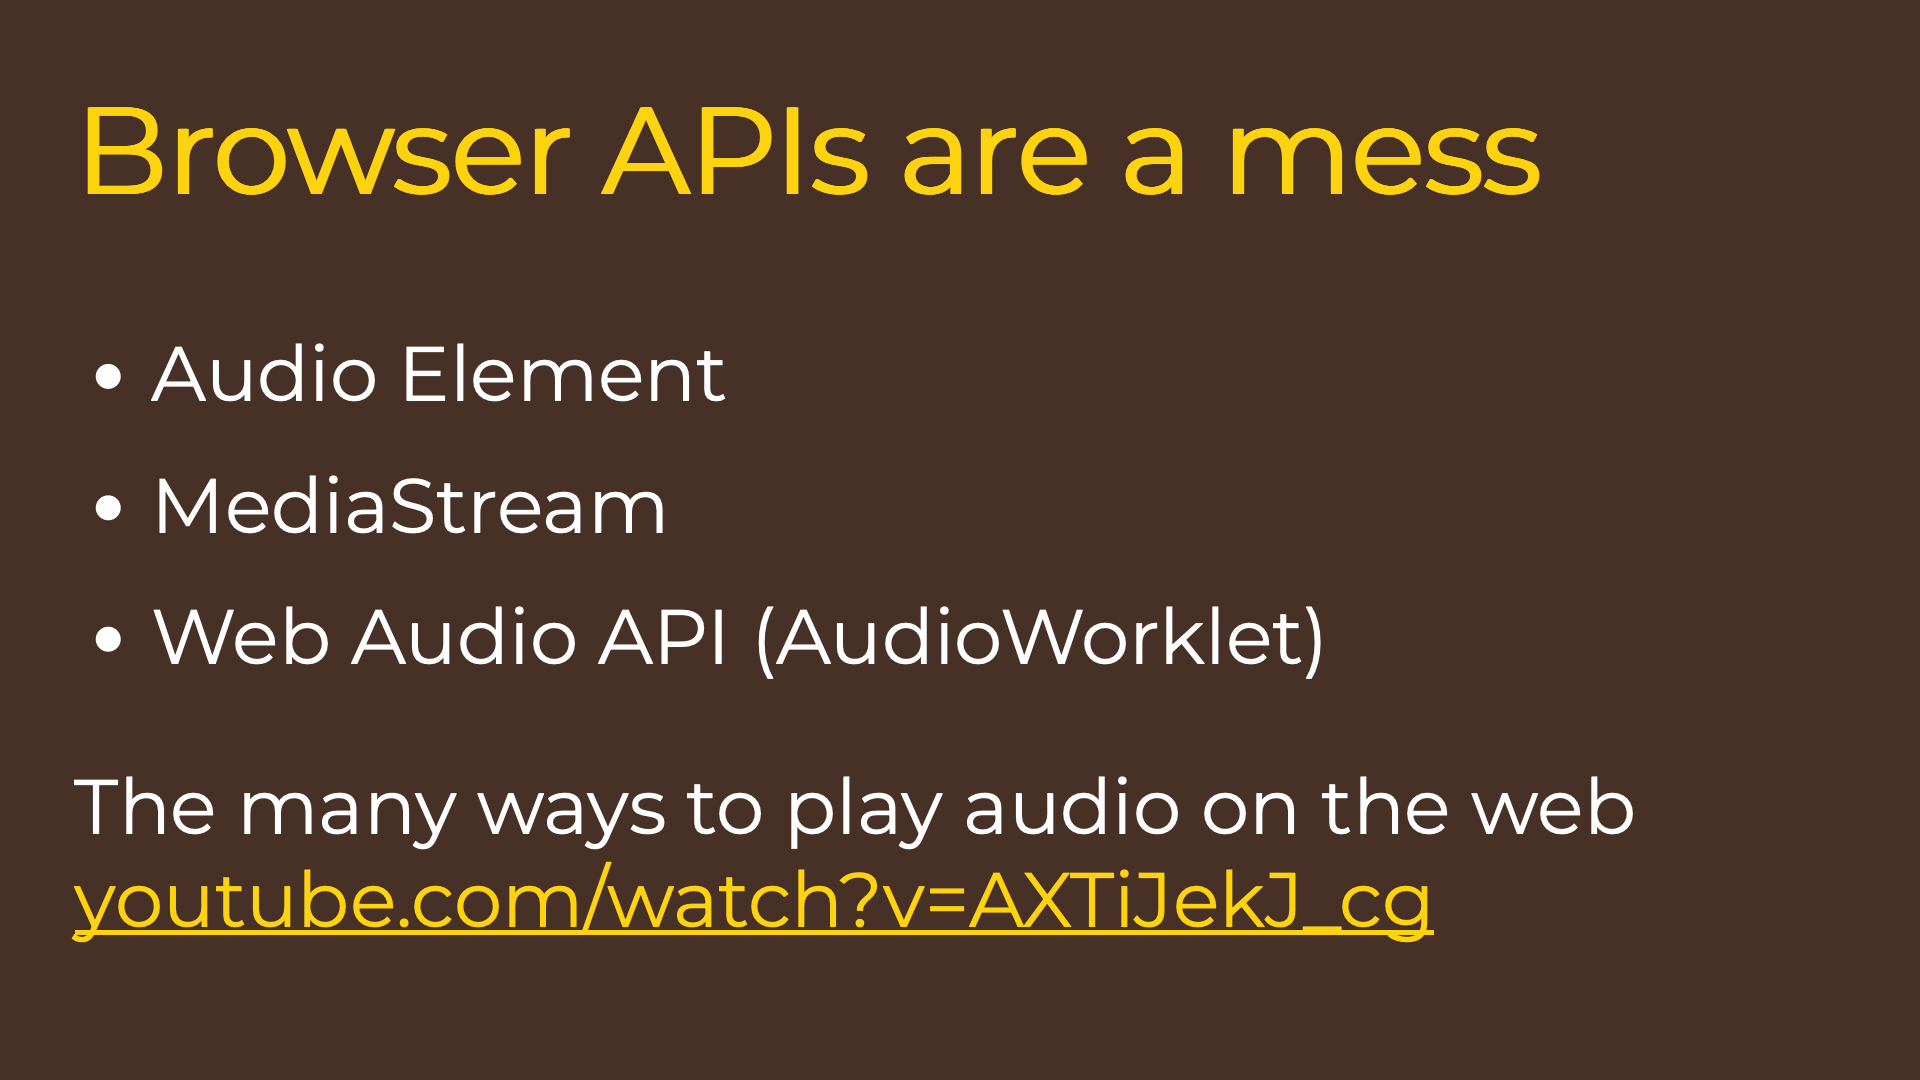 Browser APIs are a mess
• Audio Element
• MediaStream
• Web Audio API (AudioWorklet)
The many ways to play audio on the web
youtube.com/watch?v=AXTiJekJ_cg